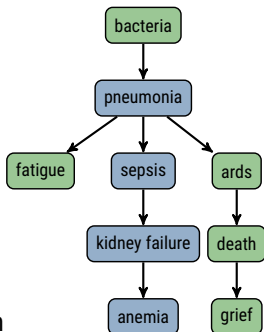 bacteria
pneumonia
fatigue sepsis ards
kidney failure death
anemia grief